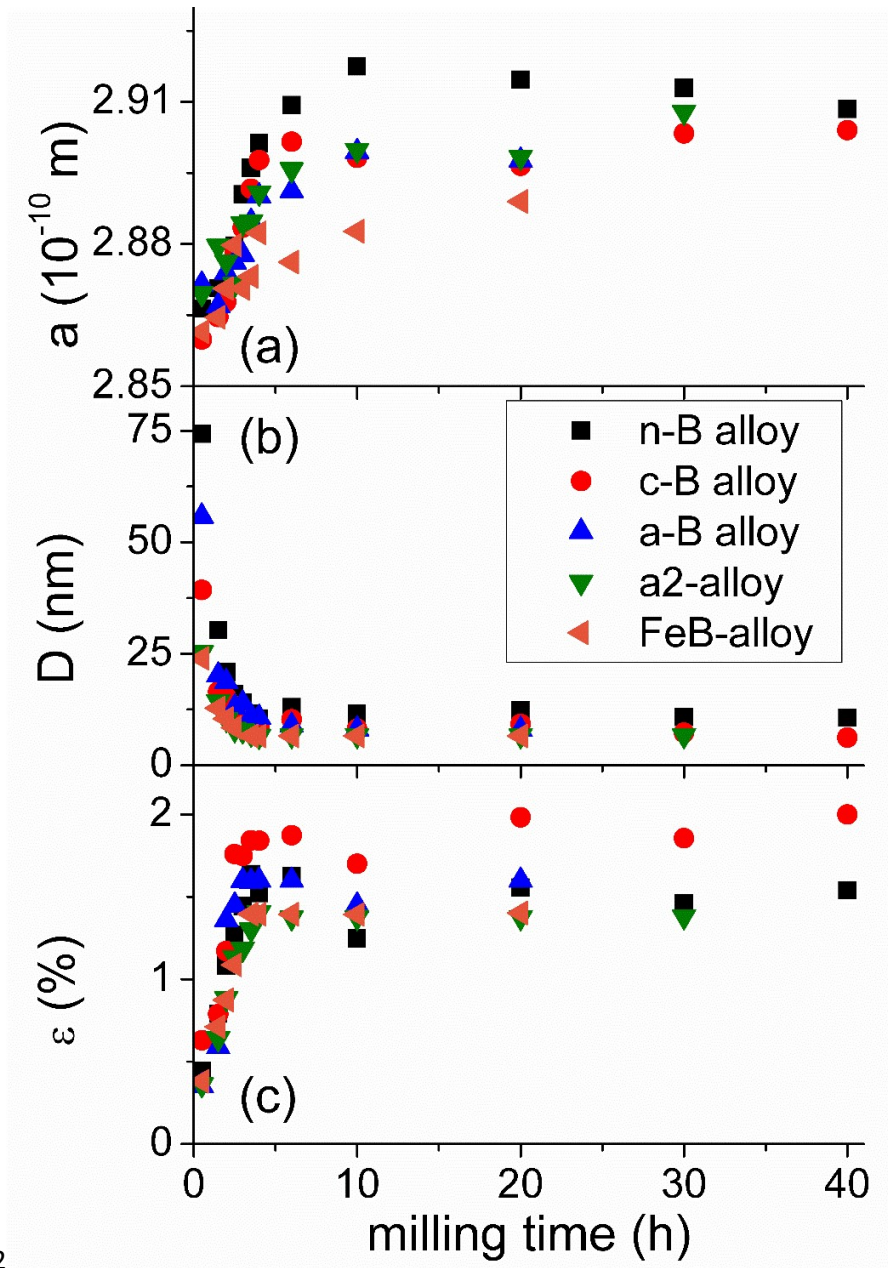 2.91
2.88
2.85
a (10⁻¹⁰ m)
(a)
75
50
25
0
D (nm)
(b)
n-B alloy
c-B alloy
a-B alloy
a2-alloy
FeB-alloy
2
1
0
ε (%)
(c)
0 10 20 30 40
milling time (h)
2